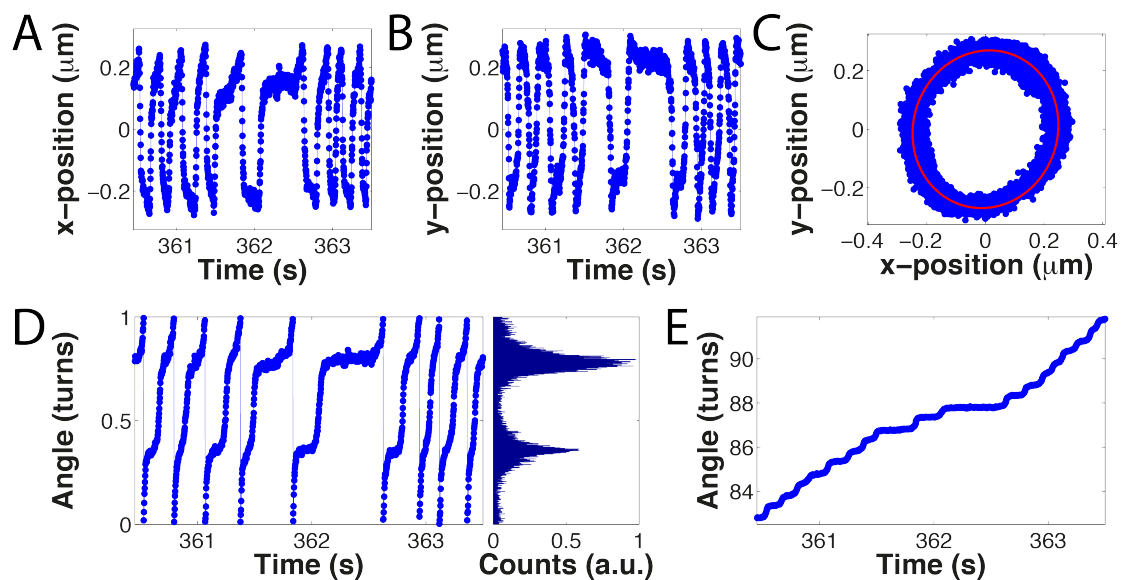 A
x−position (μm)
0.2
0
−0.2
361 362 363
Time (s)
B
y−position (μm)
0.2
0
−0.2
361 362 363
Time (s)
C
y−position (μm)
0.2
0
−0.2
−0.4 −0.2 0 0.2 0.4
x−position (μm)
D
Angle (turns)
1
0.5
0
361 362 363
Time (s)
0 0.5 1
Counts (a.u.)
E
Angle (turns)
90
88
86
84
361 362 363
Time (s)